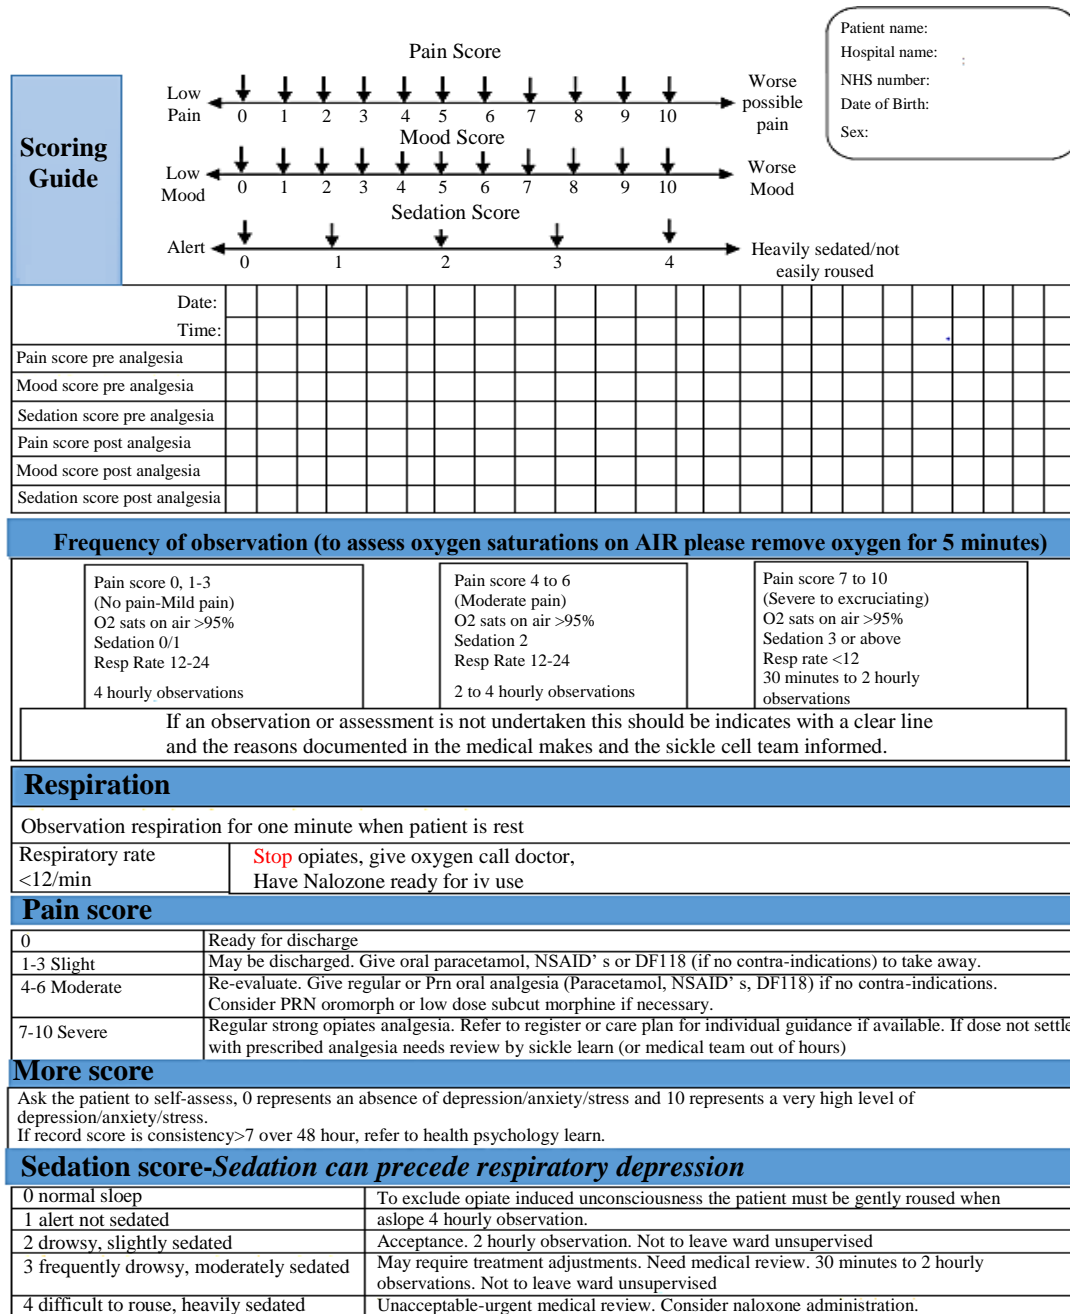 Patient name:
Hospital name:
NHS number:
Date of Birth:
Sex:
Scoring
Guide
Pain Score
Low
Pain
0 1 2 3 4 5 6 7 8 9 10
Worse
possible
pain
Mood Score
Low
Mood
0 1 2 3 4 5 6 7 8 9 10
Worse
Mood
Sedation Score
Alert
0 1 2 3 4
Heavily sedated/not
easily roused
Date:
Time:
Pain score pre analgesia
Mood score pre analgesia
Sedation score pre analgesia
Pain score post analgesia
Mood score post analgesia
Sedation score post analgesia
Frequency of observation (to assess oxygen saturations on AIR please remove oxygen for 5 minutes)
Pain score 0, 1-3
(No pain-Mild pain)
O2 sats on air >95%
Sedation 0/1
Resp Rate 12-24
4 hourly observations
Pain score 4 to 6
(Moderate pain)
O2 sats on air >95%
Sedation 2
Resp Rate 12-24
2 to 4 hourly observations
Pain score 7 to 10
(Severe to excruciating)
O2 sats on air >95%
Sedation 3 or above
Resp rate <12
30 minutes to 2 hourly
observations
If an observation or assessment is not undertaken this should be indicates with a clear line
and the reasons documented in the medical makes and the sickle cell team informed.
Respiration
Observation respiration for one minute when patient is rest
Respiratory rate
<12/min
Stop opiates, give oxygen call doctor,
Have Nalozone ready for iv use
Pain score
0 Ready for discharge
1-3 Slight May be discharged. Give oral paracetamol, NSAID' s or DF118 (if no contra-indications) to take away.
4-6 Moderate Re-evaluate. Give regular or Prn oral analgesia (Paracetamol, NSAID' s, DF118) if no contra-indications.
Consider PRN oromorph or low dose subcut morphine if necessary.
7-10 Severe Regular strong opiates analgesia. Refer to register or care plan for individual guidance if available. If dose not settle
with prescribed analgesia needs review by sickle learn (or medical team out of hours)
More score
Ask the patient to self-assess, 0 represents an absence of depression/anxiety/stress and 10 represents a very high level of
depression/anxiety/stress.
If record score is consistency>7 over 48 hour, refer to health psychology learn.
Sedation score-Sedation can precede respiratory depression
0 normal sloep To exclude opiate induced unconsciousness the patient must be gently roused when
1 alert not sedated aslope 4 hourly observation.
2 drowsy, slightly sedated Acceptance. 2 hourly observation. Not to leave ward unsupervised
3 frequently drowsy, moderately sedated May require treatment adjustments. Need medical review. 30 minutes to 2 hourly
observations. Not to leave ward unsupervised
4 difficult to rouse, heavily sedated Unacceptable-urgent medical review. Consider naloxone administration.